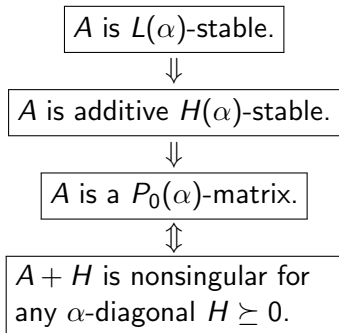 A is L(α)-stable.
⇓
A is additive H(α)-stable.
⇓
A is a P₀(α)-matrix.
⇕
A + H is nonsingular for
any α-diagonal H ⪰ 0.